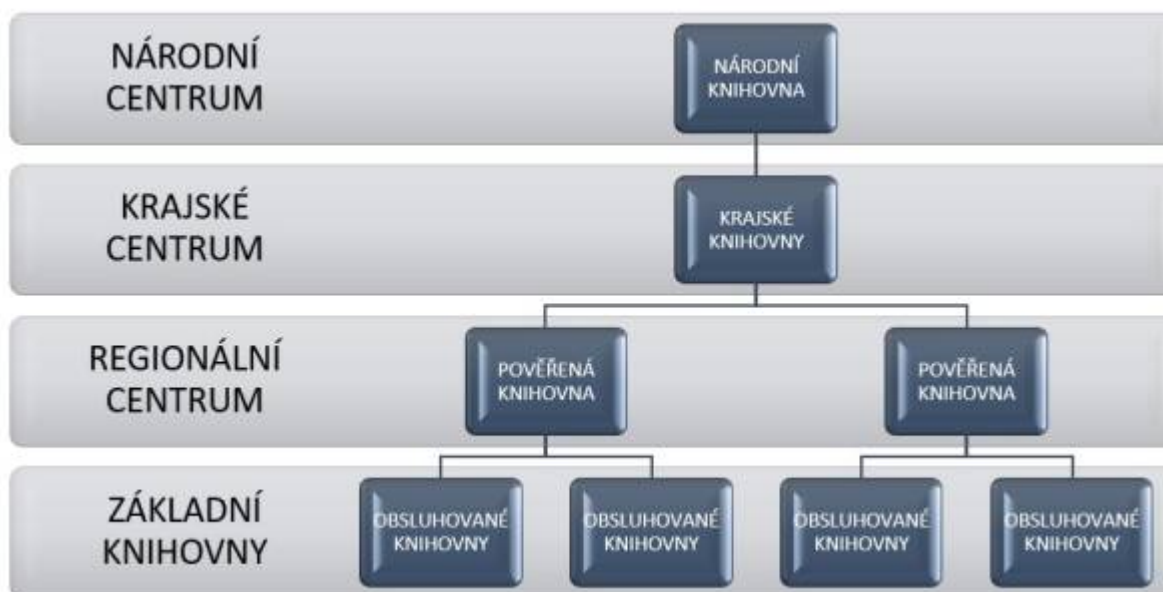 NÁRODNÍ
CENTRUM
NÁRODNÍ
KNIHOVNA
KRAJSKÉ
CENTRUM
KRAJSKÉ
KNIHOVNY
REGIONÁLNÍ
CENTRUM
POVĚŘENÁ
KNIHOVNA
POVĚŘENÁ
KNIHOVNA
ZÁKLADNÍ
KNIHOVNY
OBSLUHOVANÉ
KNIHOVNY
OBSLUHOVANÉ
KNIHOVNY
OBSLUHOVANÉ
KNIHOVNY
OBSLUHOVANÉ
KNIHOVNY